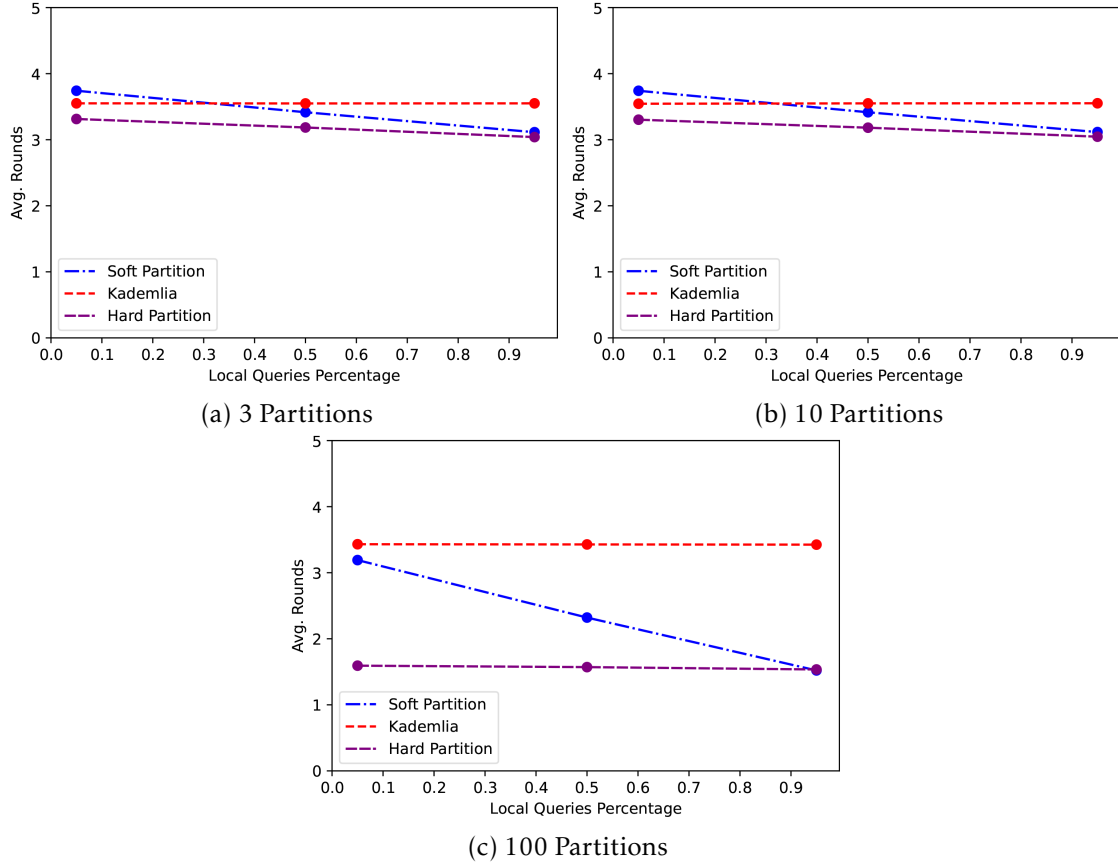 5
4
3
2
1
0
Avg. Rounds
Soft Partition
Kademlia
Hard Partition
0.0 0.1 0.2 0.3 0.4 0.5 0.6 0.7 0.8 0.9
Local Queries Percentage
(a) 3 Partitions
5
4
3
2
1
0
Avg. Rounds
Soft Partition
Kademlia
Hard Partition
0.0 0.1 0.2 0.3 0.4 0.5 0.6 0.7 0.8 0.9
Local Queries Percentage
(b) 10 Partitions
5
4
3
2
1
0
Avg. Rounds
Soft Partition
Kademlia
Hard Partition
0.0 0.1 0.2 0.3 0.4 0.5 0.6 0.7 0.8 0.9
Local Queries Percentage
(c) 100 Partitions